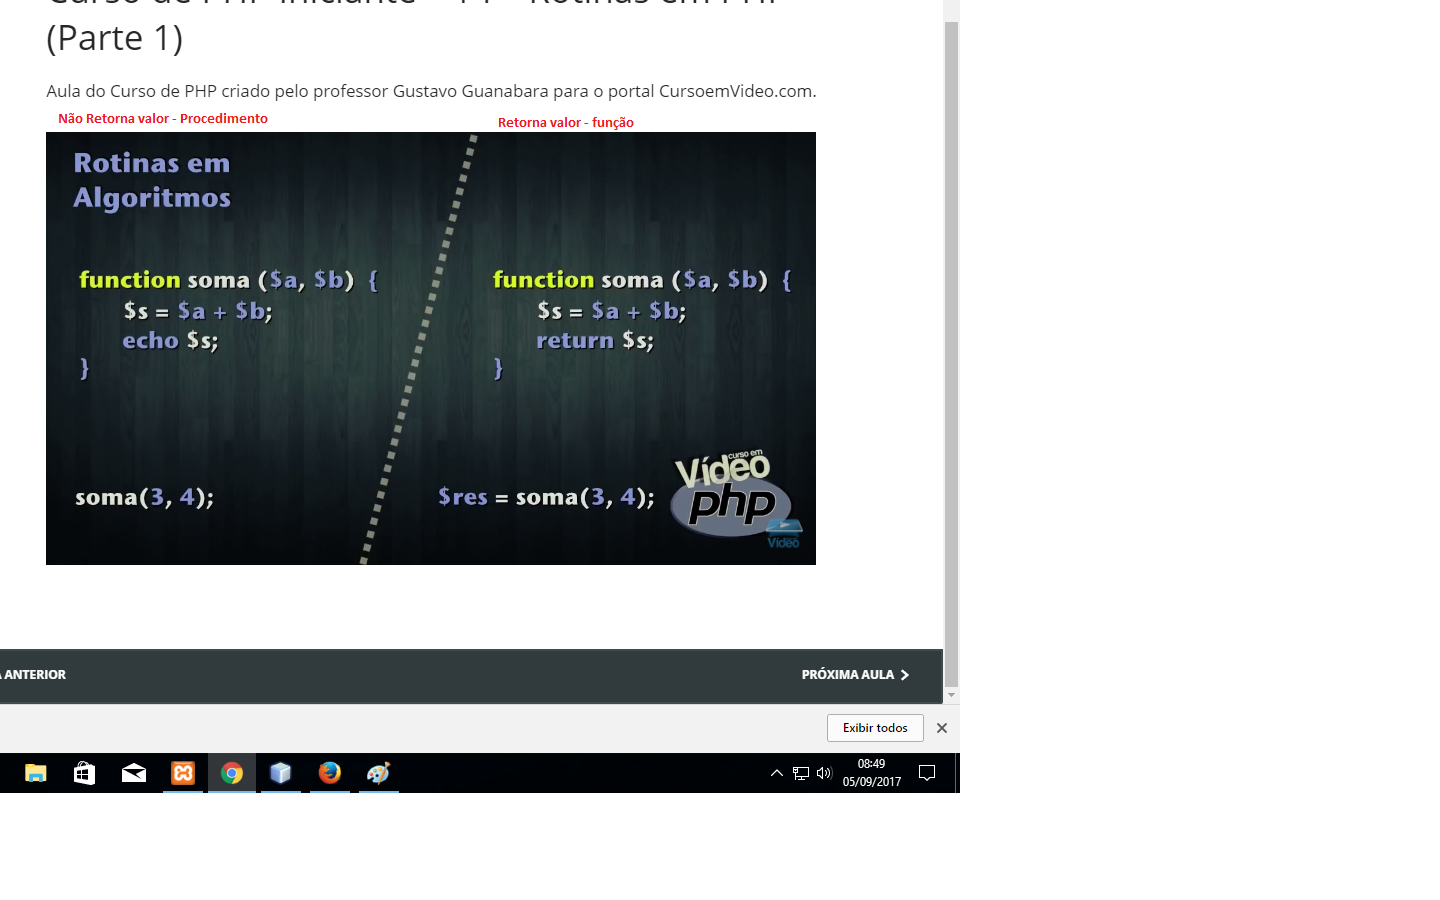 (Parte 1)
Aula do Curso de PHP criado pelo professor Gustavo Guanabara para o portal CursoemVideo.com.
Não Retorna valor - Procedimento
Retorna valor - função
Rotinas em
Algoritmos
function soma ($a, $b) {
$s = $a + $b;
echo $s;
}
soma(3, 4);
function soma ($a, $b) {
$s = $a + $b;
return $s;
}
$res = soma(3, 4);
curso em
Vídeo
php
Vídeo
ANTERIOR
PRÓXIMA AULA
Exibir todos
08:49
05/09/2017